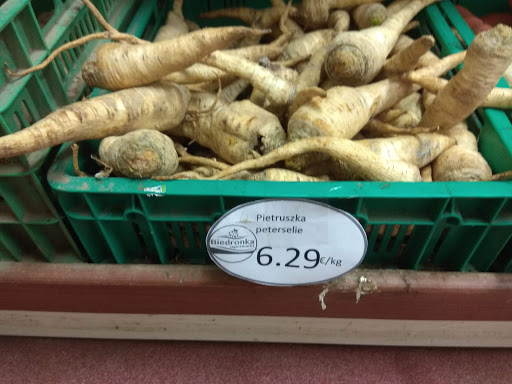 Pietruszka
peterselie
Biedronka
6.29 €/kg